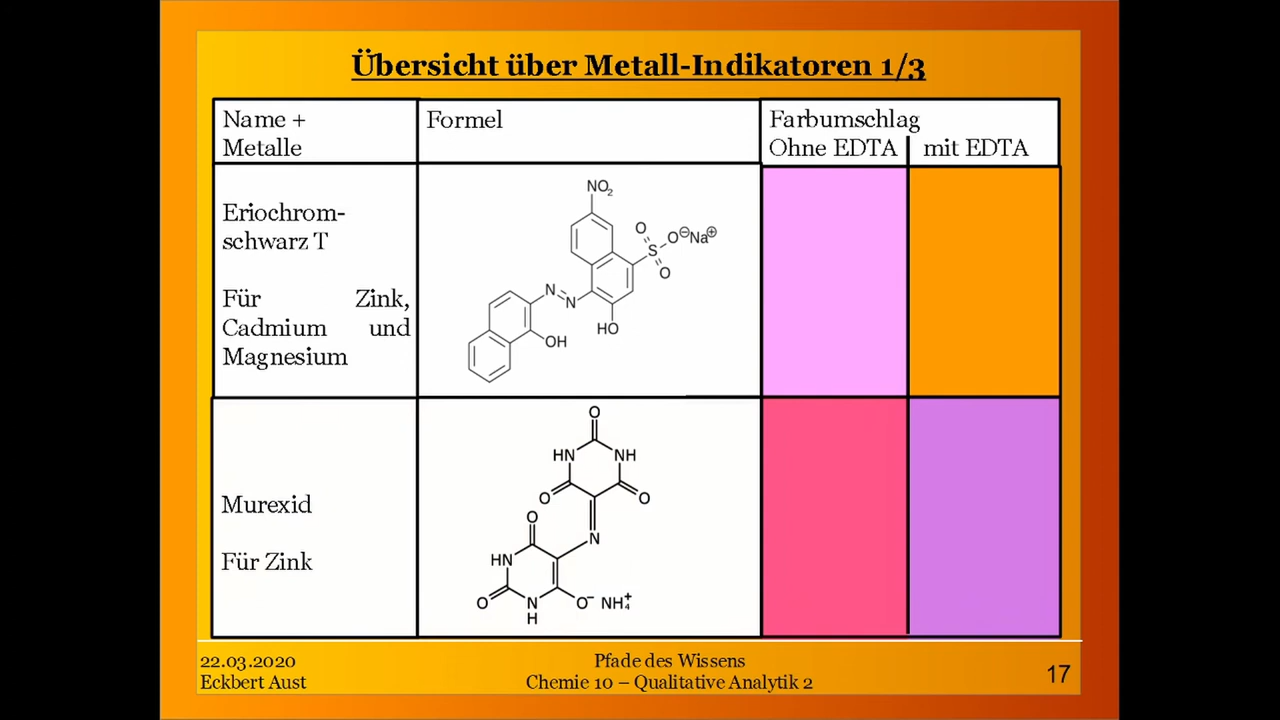 Übersicht über Metall-Indikatoren 1/3
Name +
Metalle
Formel
Farbumschlag
Ohne EDTA
mit EDTA
Eriochrom-
schwarz T
Für Zink,
Cadmium und
Magnesium
NO₂
O
O⊖Na⊕
S
O
N
N
HO
OH
Murexid
Für Zink
O
HN
NH
O
O
O
N
HN
O
N
H
O⁻ NH₄⁺
22.03.2020
Eckbert Aust
Pfade des Wissens
Chemie 10 – Qualitative Analytik 2
17